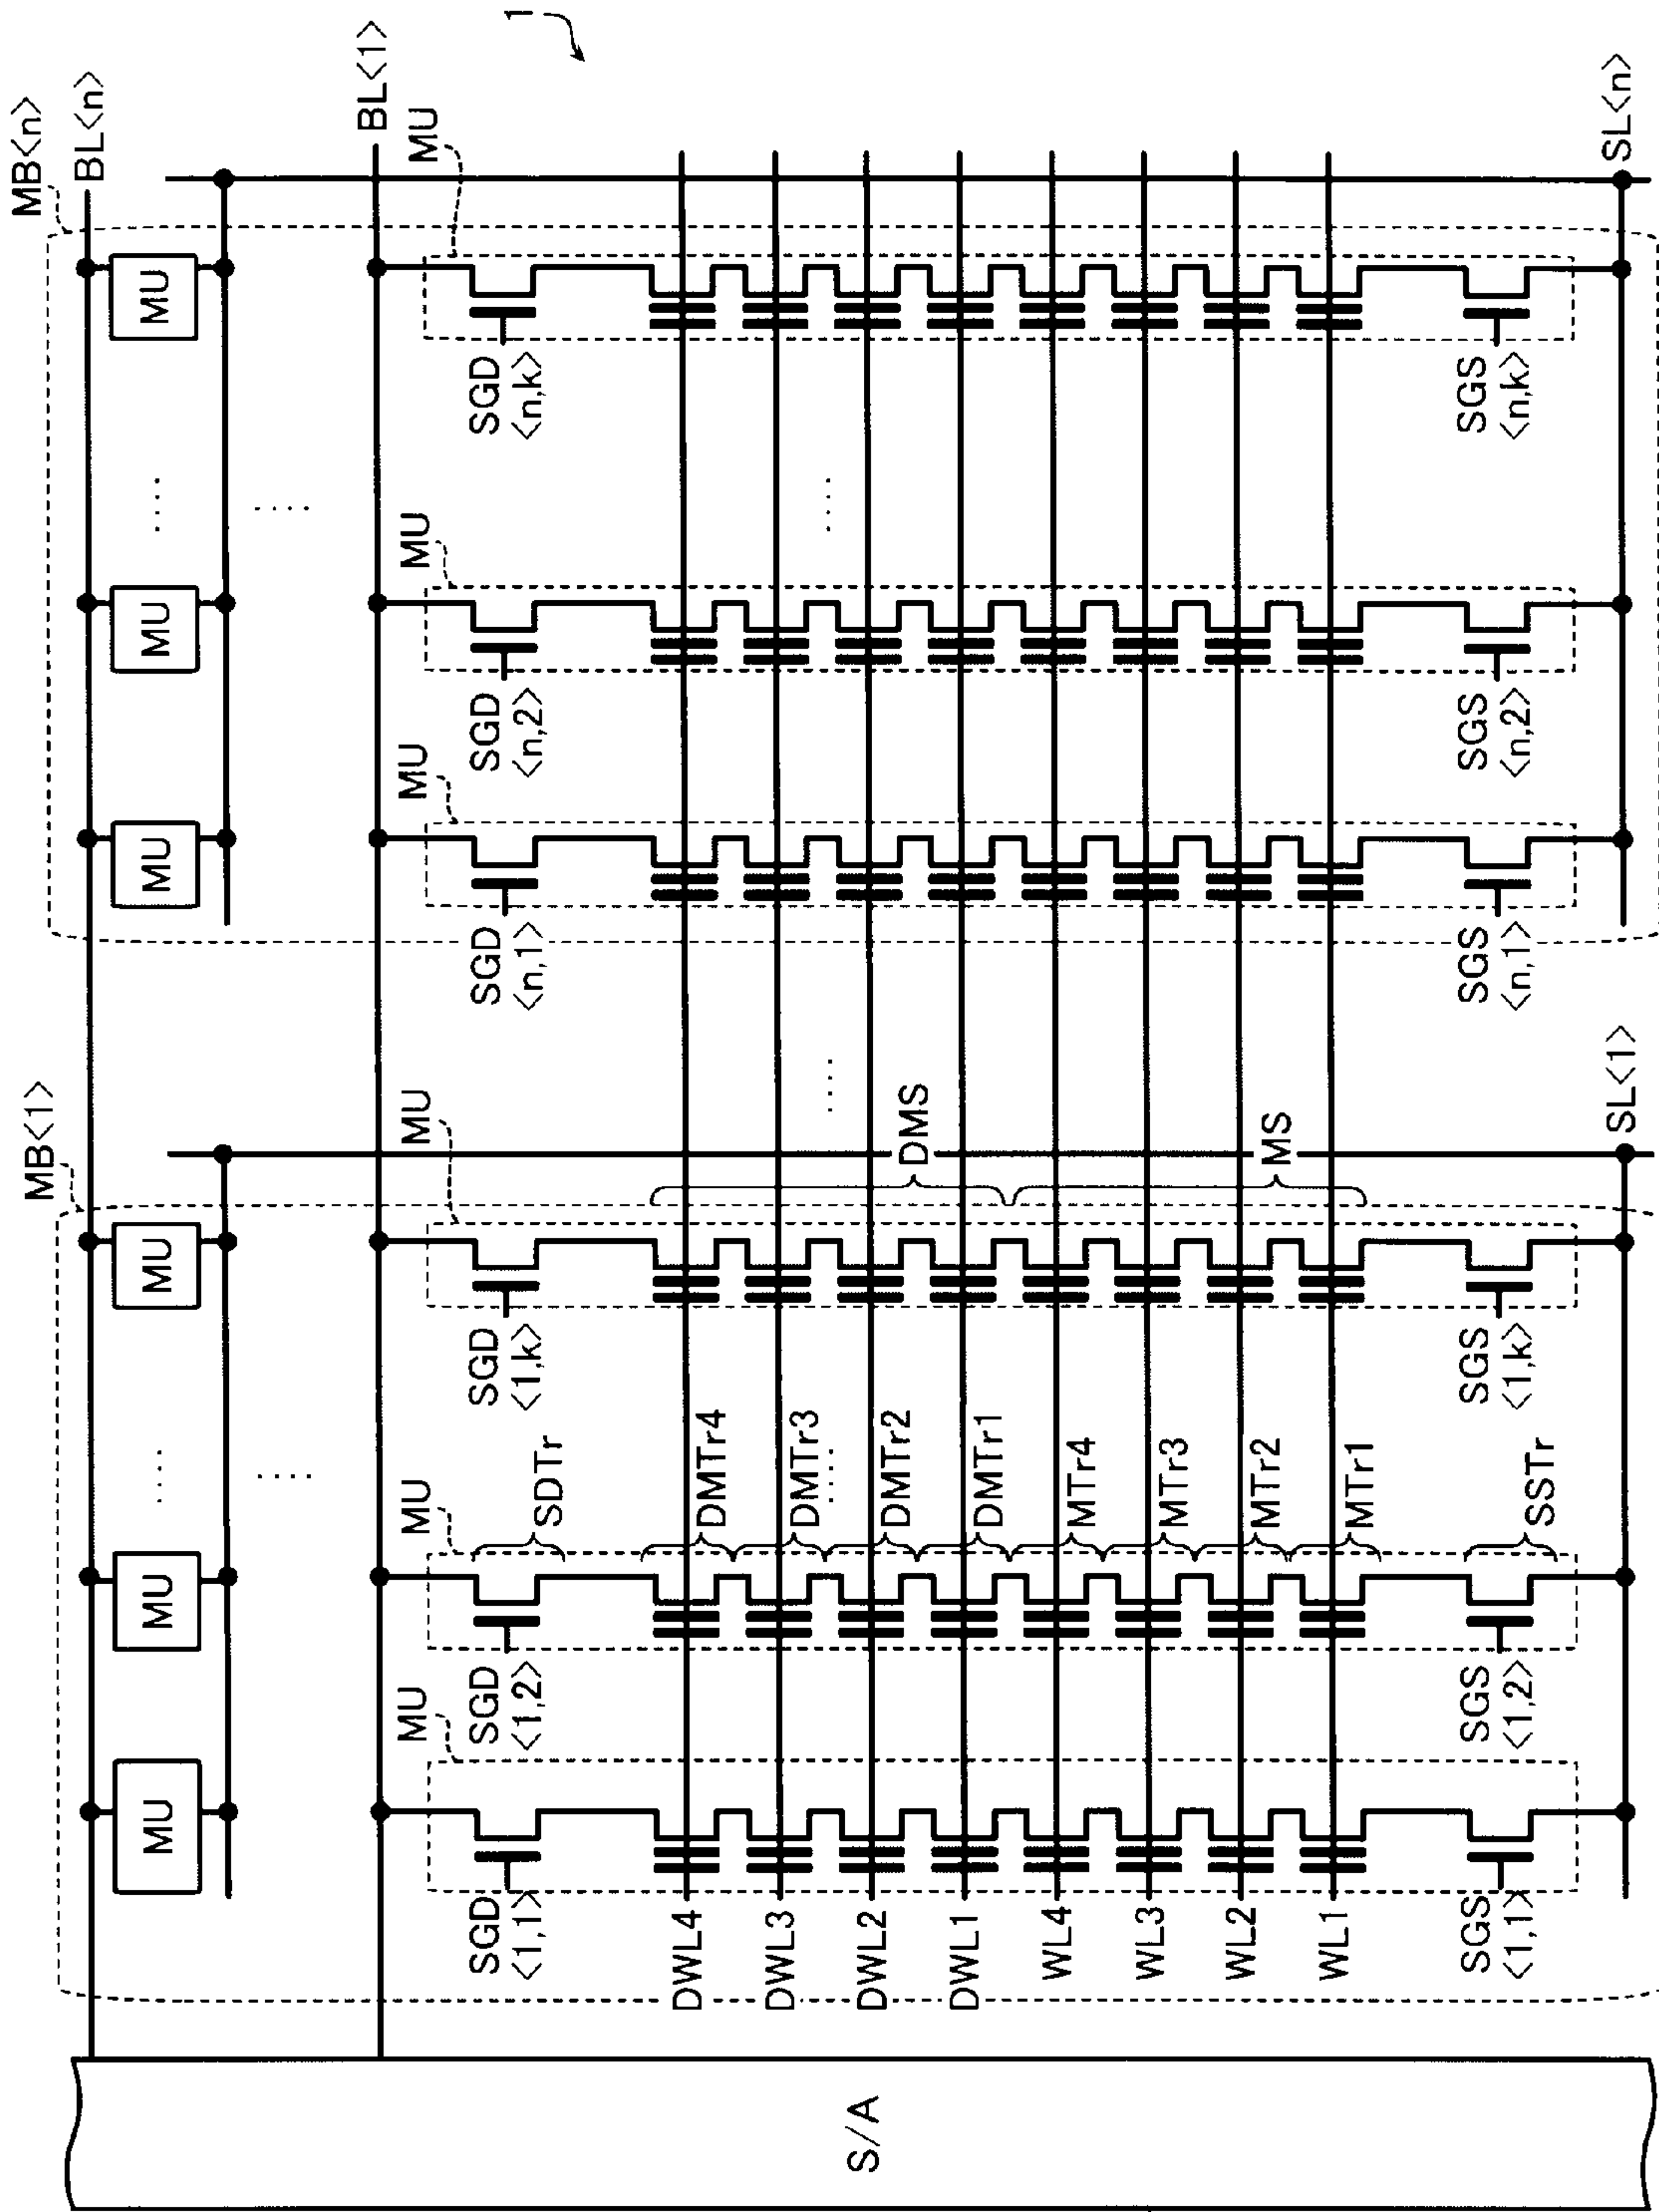 1
MB<n>
BL<n>
BL<1>
MU
MU
MU
MU
MU
MU
SGD
<n,k>
SGD
<n,2>
SGD
<n,1>
SGS
<n,k>
SGS
<n,2>
SGS
<n,1>
SL<n>
MB<1>
MU
MU
MU
MU
MU
MU
SGD
<1,k>
SGD
<1,2>
SGD
<1,1>
DMS
MS
SDTr
DMTr4
DMTr3
DMTr2
DMTr1
MTr4
MTr3
MTr2
MTr1
SSTr
DWL4
DWL3
DWL2
DWL1
WL4
WL3
WL2
WL1
SGS
<1,k>
SGS
<1,2>
SGS
<1,1>
SL<1>
S/A